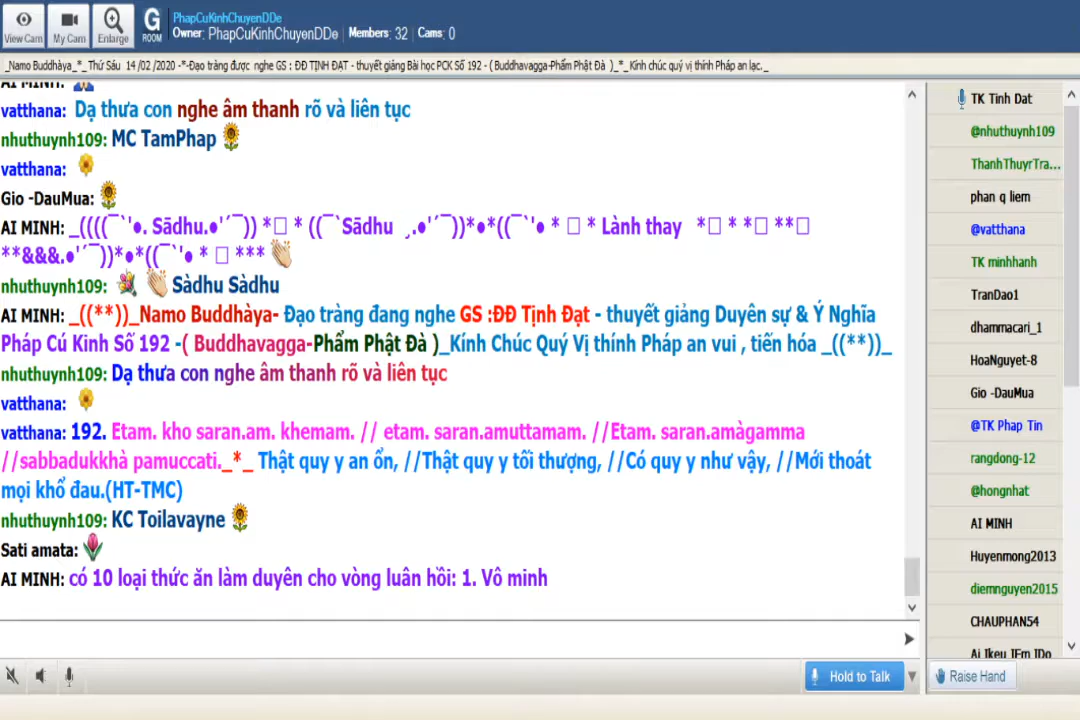 View Cam
My Cam
Enlarge
G
ROOM
PhapCuKinhChuyenDDe
Owner: PhapCuKinhChuyenDDe | Members: 32 | Cams: 0
_Namo Buddhàya_*_ Thứ Sáu 14 /02 /2020 -*-Đạo tràng được nghe GS : ĐĐ TỊNH ĐẠT - thuyết giảng Bài học PCK Số 192 - ( Buddhavagga-Phẩm Phật Đà )_*_ Kính chúc quý vị thính Pháp an lạc._
AI MINH:
vatthana: Dạ thưa con nghe âm thanh rõ và liên tục
nhuthuynh109: MC TamPhap
vatthana:
Gio -DauMua:
AI MINH: _((((¯`'●. Sādhu.●'´¯)) *□ * ((¯`Sādhu ¸.●'´¯))*●*((¯`'● * □ * Lành thay *□ * *□ **□
**&&&.●'´¯))*●*((¯`'● * □ ***
nhuthuynh109: Sàdhu Sàdhu
AI MINH: _((**))_Namo Buddhàya- Đạo tràng đang nghe GS :ĐĐ Tịnh Đạt - thuyết giảng Duyên sự & Ý Nghĩa
Pháp Cú Kinh Số 192 -( Buddhavagga-Phẩm Phật Đà )_Kính Chúc Quý Vị thính Pháp an vui , tiến hóa _((**))_
nhuthuynh109: Dạ thưa con nghe âm thanh rõ và liên tục
vatthana:
vatthana: 192. Etam. kho saran.am. khemam. // etam. saran.amuttamam. //Etam. saran.amàgamma
//sabbadukkhà pamuccati._*_ Thật quy y an ổn, //Thật quy y tối thượng, //Có quy y như vậy, //Mới thoát
mọi khổ đau.(HT-TMC)
nhuthuynh109: KC Toilavayne
Sati amata:
AI MINH: có 10 loại thức ăn làm duyên cho vòng luân hồi: 1. Vô minh
Hold to Talk
TK Tinh Dat
@nhuthuynh109
ThanhThuyrTra...
phan q liem
@vatthana
TK minhhanh
TranDao1
dhammacari_1
HoaNguyet-8
Gio -DauMua
@TK Phap Tin
rangdong-12
@hongnhat
AI MINH
Huyenmong2013
diemnguyen2015
CHAUPHAN54
Raise Hand